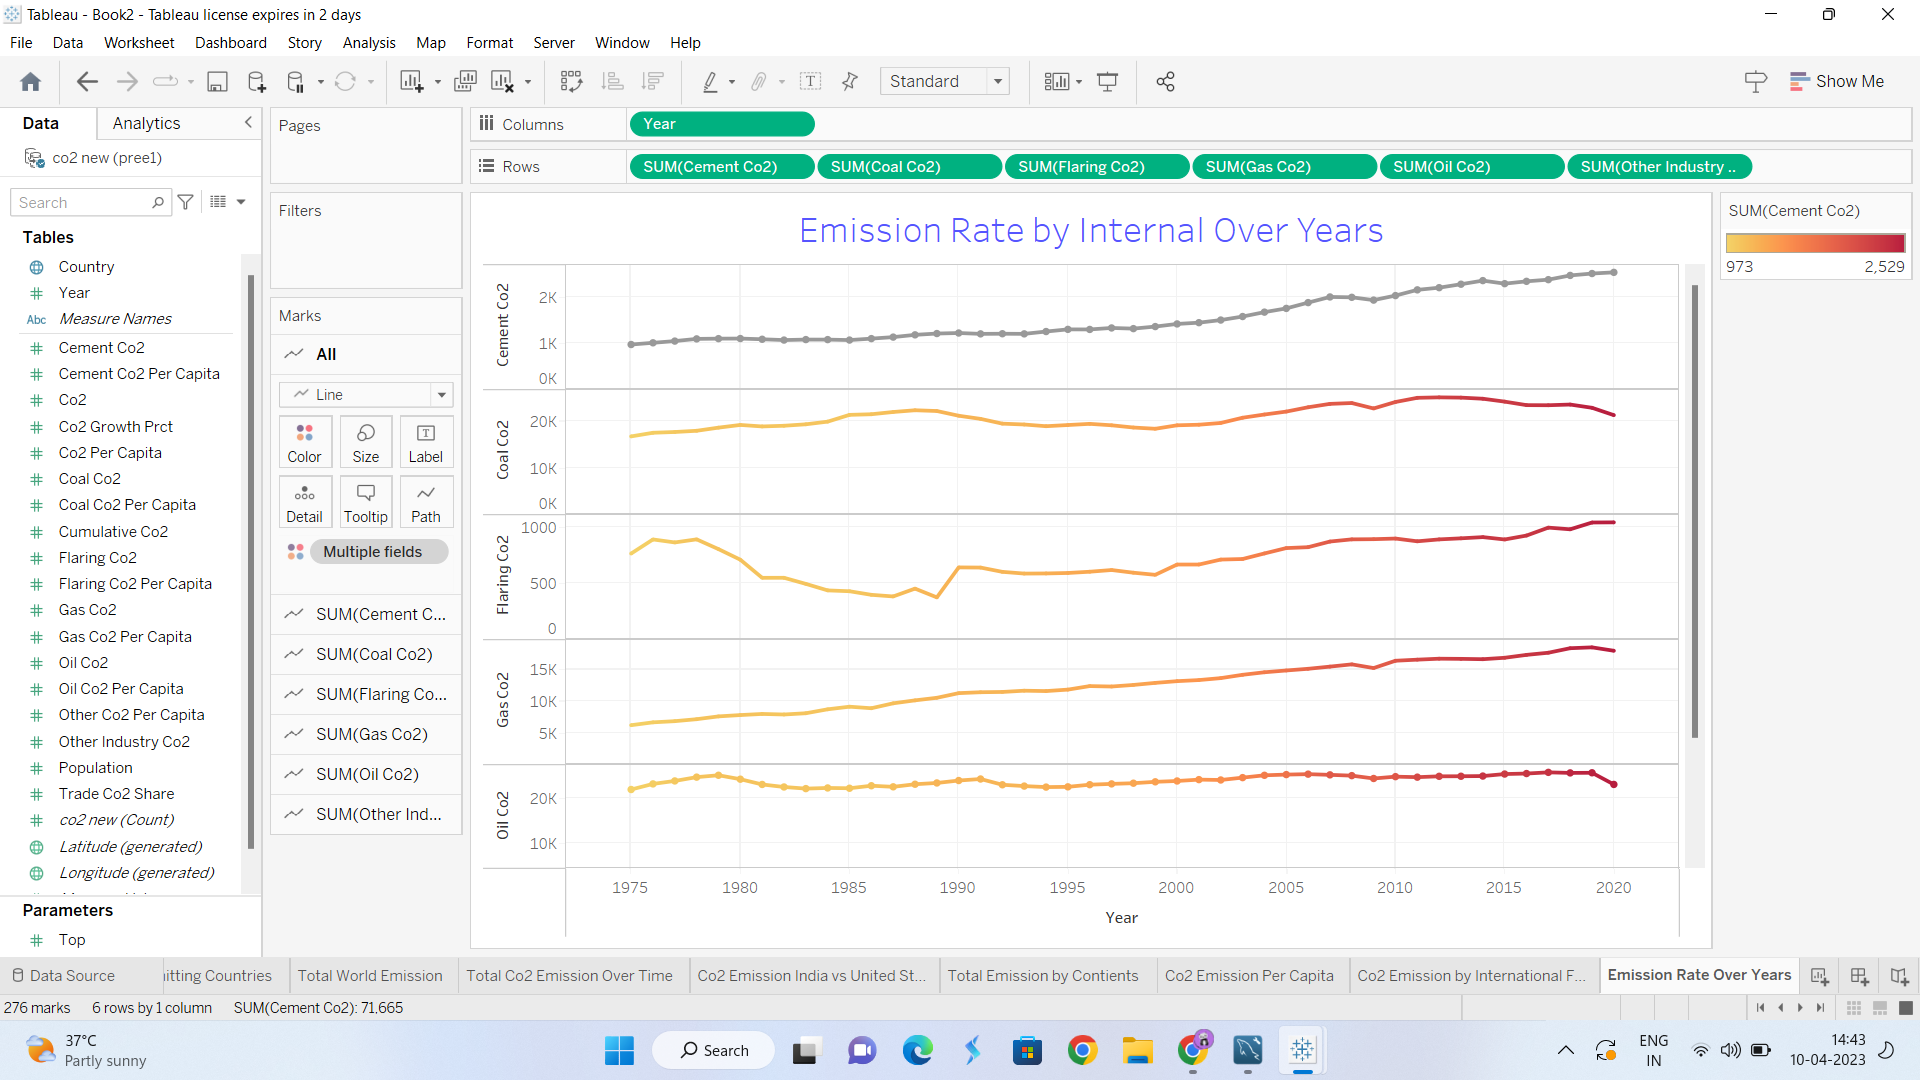 Tableau - Book2 - Tableau license expires in 2 days
File Data Worksheet Dashboard Story Analysis Map Format Server Window Help
Standard
Show Me
Data Analytics
co2 new (pree1)
Search
Tables
Country
Year
Abc Measure Names
Cement Co2
Cement Co2 Per Capita
Co2
Co2 Growth Prct
Co2 Per Capita
Coal Co2
Coal Co2 Per Capita
Cumulative Co2
Flaring Co2
Flaring Co2 Per Capita
Gas Co2
Gas Co2 Per Capita
Oil Co2
Oil Co2 Per Capita
Other Co2 Per Capita
Other Industry Co2
Population
Trade Co2 Share
co2 new (Count)
Latitude (generated)
Longitude (generated)
Parameters
Top
Pages
Filters
Marks
All
Line
Color Size Label
Detail Tooltip Path
Multiple fields
SUM(Cement C...
SUM(Coal Co2)
SUM(Flaring Co...
SUM(Gas Co2)
SUM(Oil Co2)
SUM(Other Ind...
Columns Year
Rows SUM(Cement Co2) SUM(Coal Co2) SUM(Flaring Co2) SUM(Gas Co2) SUM(Oil Co2) SUM(Other Industry ..
Emission Rate by Internal Over Years
Cement Co2
2K
1K
0K
Coal Co2
20K
10K
0K
Flaring Co2
1000
500
0
Gas Co2
15K
10K
5K
Oil Co2
20K
10K
1975 1980 1985 1990 1995 2000 2005 2010 2015 2020
Year
SUM(Cement Co2)
973 2,529
Data Source itting Countries Total World Emission Total Co2 Emission Over Time Co2 Emission India vs United St... Total Emission by Contients Co2 Emission Per Capita Co2 Emission by International F... Emission Rate Over Years
276 marks 6 rows by 1 column SUM(Cement Co2): 71,665
37°C
Partly sunny
Search
ENG
IN
14:43
10-04-2023